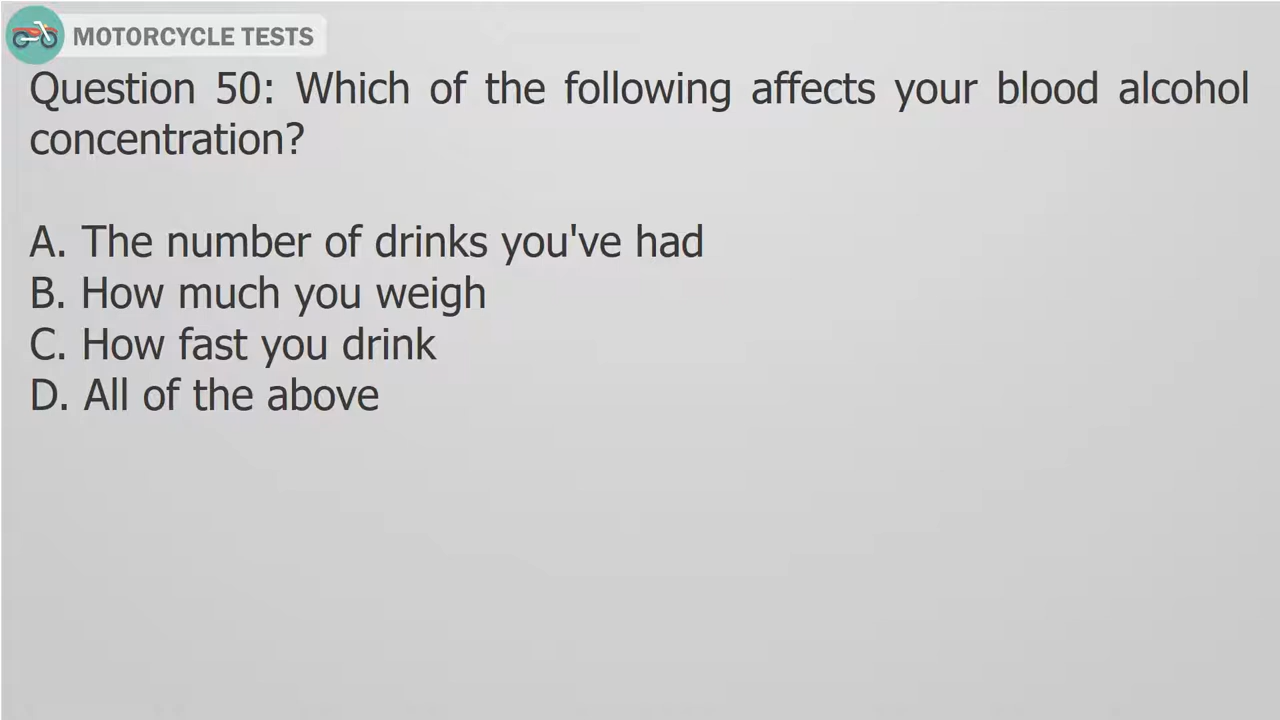 MOTORCYCLE TESTS
Question 50: Which of the following affects your blood alcohol
concentration?
A. The number of drinks you've had
B. How much you weigh
C. How fast you drink
D. All of the above